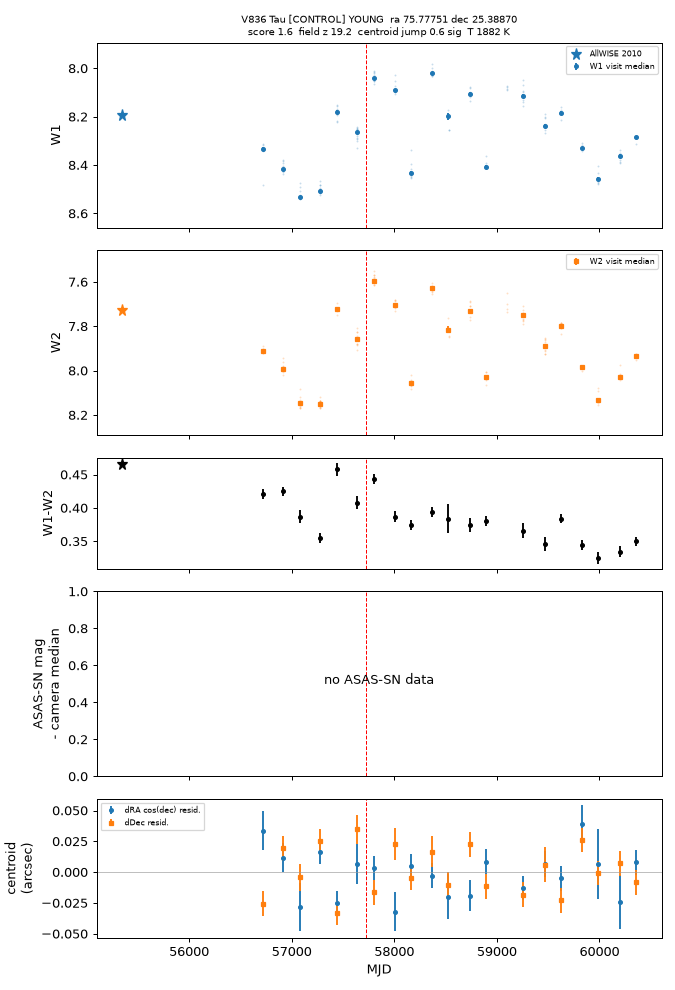 V836 Tau [CONTROL] YOUNG  ra 75.77751 dec 25.38870
score 1.6  field z 19.2  centroid jump 0.6 sig  T 1882 K
AllWISE 2010
W1 visit median
8.0
8.2
8.4
8.6
W1
W2 visit median
7.6
7.8
8.0
8.2
W2
0.45
0.40
0.35
W1-W2
1.0
0.8
0.6
0.4
0.2
0.0
ASAS-SN mag
- camera median
no ASAS-SN data
dRA cos(dec) resid.
dDec resid.
0.050
0.025
0.000
−0.025
−0.050
centroid
(arcsec)
56000
57000
58000
59000
60000
MJD